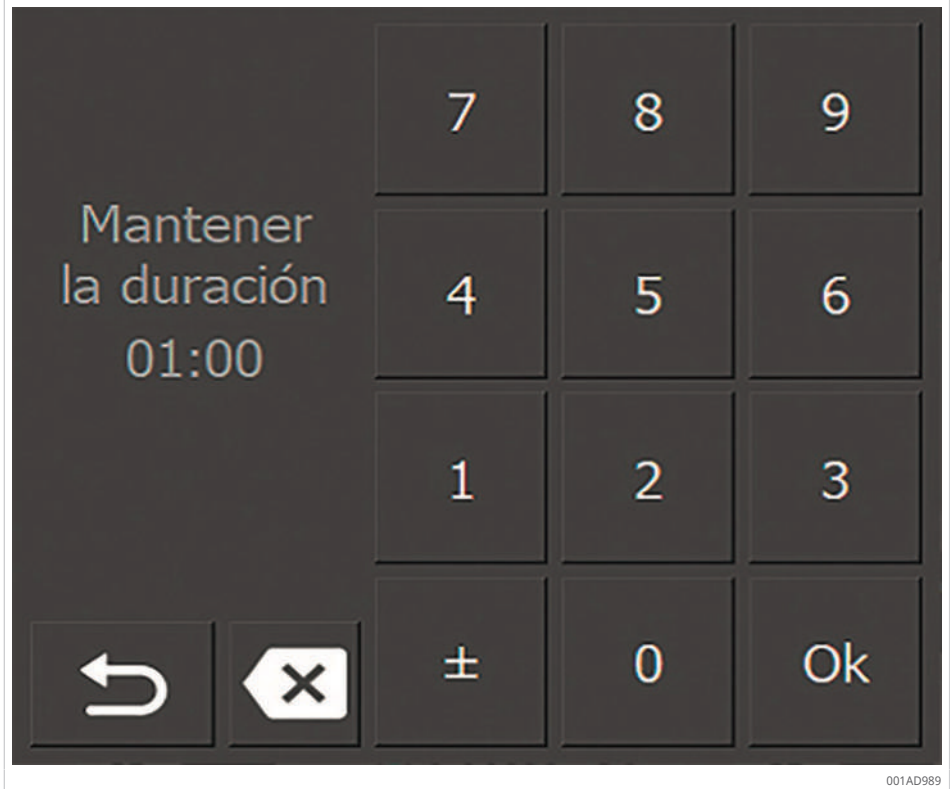 7 8 9
Mantener
la duración
01:00
4 5 6
1 2 3
± 0 Ok
001AD989